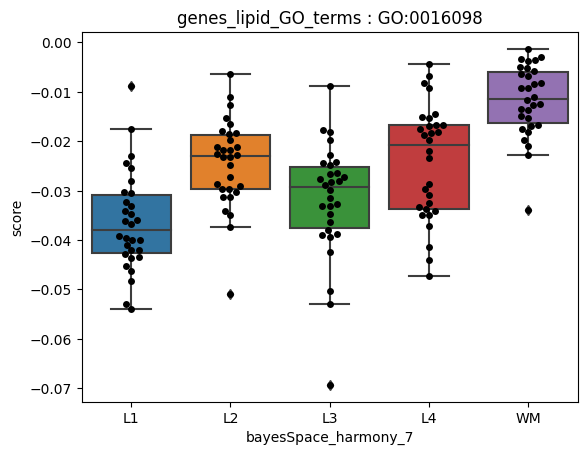 genes_lipid_GO_terms : GO:0016098
0.00
−0.01
−0.02
−0.03
−0.04
−0.05
−0.06
−0.07
score
L1 L2 L3 L4 WM
bayesSpace_harmony_7